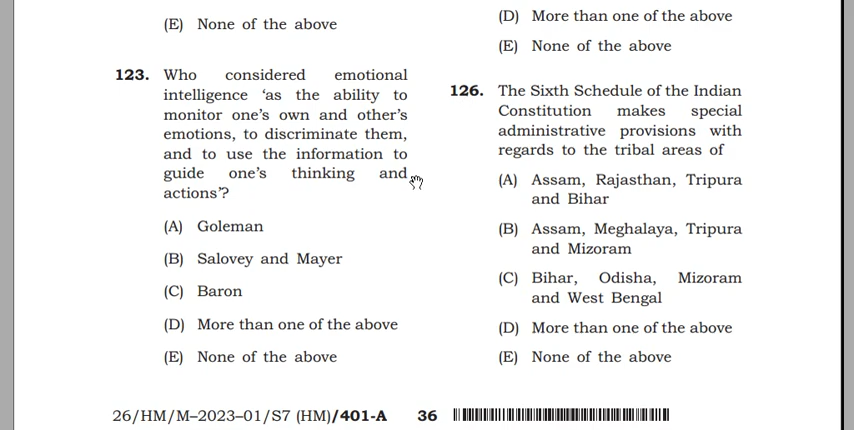 (E) None of the above
123. Who considered emotional
intelligence ‘as the ability to
monitor one’s own and other’s
emotions, to discriminate them,
and to use the information to
guide one’s thinking and
actions’?
(A) Goleman
(B) Salovey and Mayer
(C) Baron
(D) More than one of the above
(E) None of the above
(D) More than one of the above
(E) None of the above
126. The Sixth Schedule of the Indian
Constitution makes special
administrative provisions with
regards to the tribal areas of
(A) Assam, Rajasthan, Tripura
and Bihar
(B) Assam, Meghalaya, Tripura
and Mizoram
(C) Bihar, Odisha, Mizoram
and West Bengal
(D) More than one of the above
(E) None of the above
26/HM/M–2023–01/S7 (HM)/401-A 36